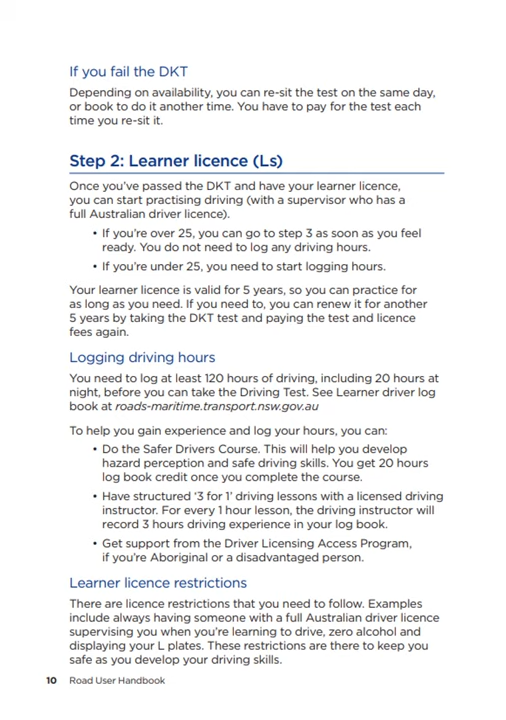 If you fail the DKT
Depending on availability, you can re-sit the test on the same day,
or book to do it another time. You have to pay for the test each
time you re-sit it.
Step 2: Learner licence (Ls)
Once you've passed the DKT and have your learner licence,
you can start practising driving (with a supervisor who has a
full Australian driver licence).
• If you're over 25, you can go to step 3 as soon as you feel
ready. You do not need to log any driving hours.
• If you're under 25, you need to start logging hours.
Your learner licence is valid for 5 years, so you can practice for
as long as you need. If you need to, you can renew it for another
5 years by taking the DKT test and paying the test and licence
fees again.
Logging driving hours
You need to log at least 120 hours of driving, including 20 hours at
night, before you can take the Driving Test. See Learner driver log
book at roads-maritime.transport.nsw.gov.au
To help you gain experience and log your hours, you can:
• Do the Safer Drivers Course. This will help you develop
hazard perception and safe driving skills. You get 20 hours
log book credit once you complete the course.
• Have structured '3 for 1' driving lessons with a licensed driving
instructor. For every 1 hour lesson, the driving instructor will
record 3 hours driving experience in your log book.
• Get support from the Driver Licensing Access Program,
if you're Aboriginal or a disadvantaged person.
Learner licence restrictions
There are licence restrictions that you need to follow. Examples
include always having someone with a full Australian driver licence
supervising you when you're learning to drive, zero alcohol and
displaying your L plates. These restrictions are there to keep you
safe as you develop your driving skills.
10 Road User Handbook